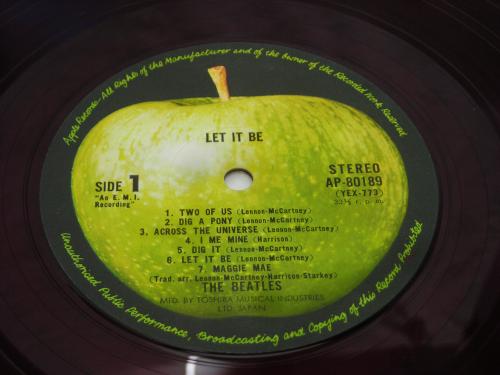 Apple Records-All Rights of the Manufacturer and of the owner of the Recorded Work Reserved
LET IT BE
SIDE 1
"An E. M. I.
Recording"
STEREO
AP-80189
(YEX-773)
33⅓ r. p. m.
1. TWO OF US (Lennon-McCartney)
2. DIG A PONY (Lennon-McCartney)
3. ACROSS THE UNIVERSE (Lennon-McCartney)
4. I ME MINE (Harrison)
5. DIG IT (Lennon-McCartney)
6. LET IT BE (Lennon-McCartney)
7. MAGGIE MAE
(Trad. arr. Lennon-McCartney-Harrison-Starkey)
THE BEATLES
MFD. BY TOSHIBA MUSICAL INDUSTRIES
LTD. JAPAN
Unauthorized Public Performance, Broadcasting and Copying of this Record Prohibited